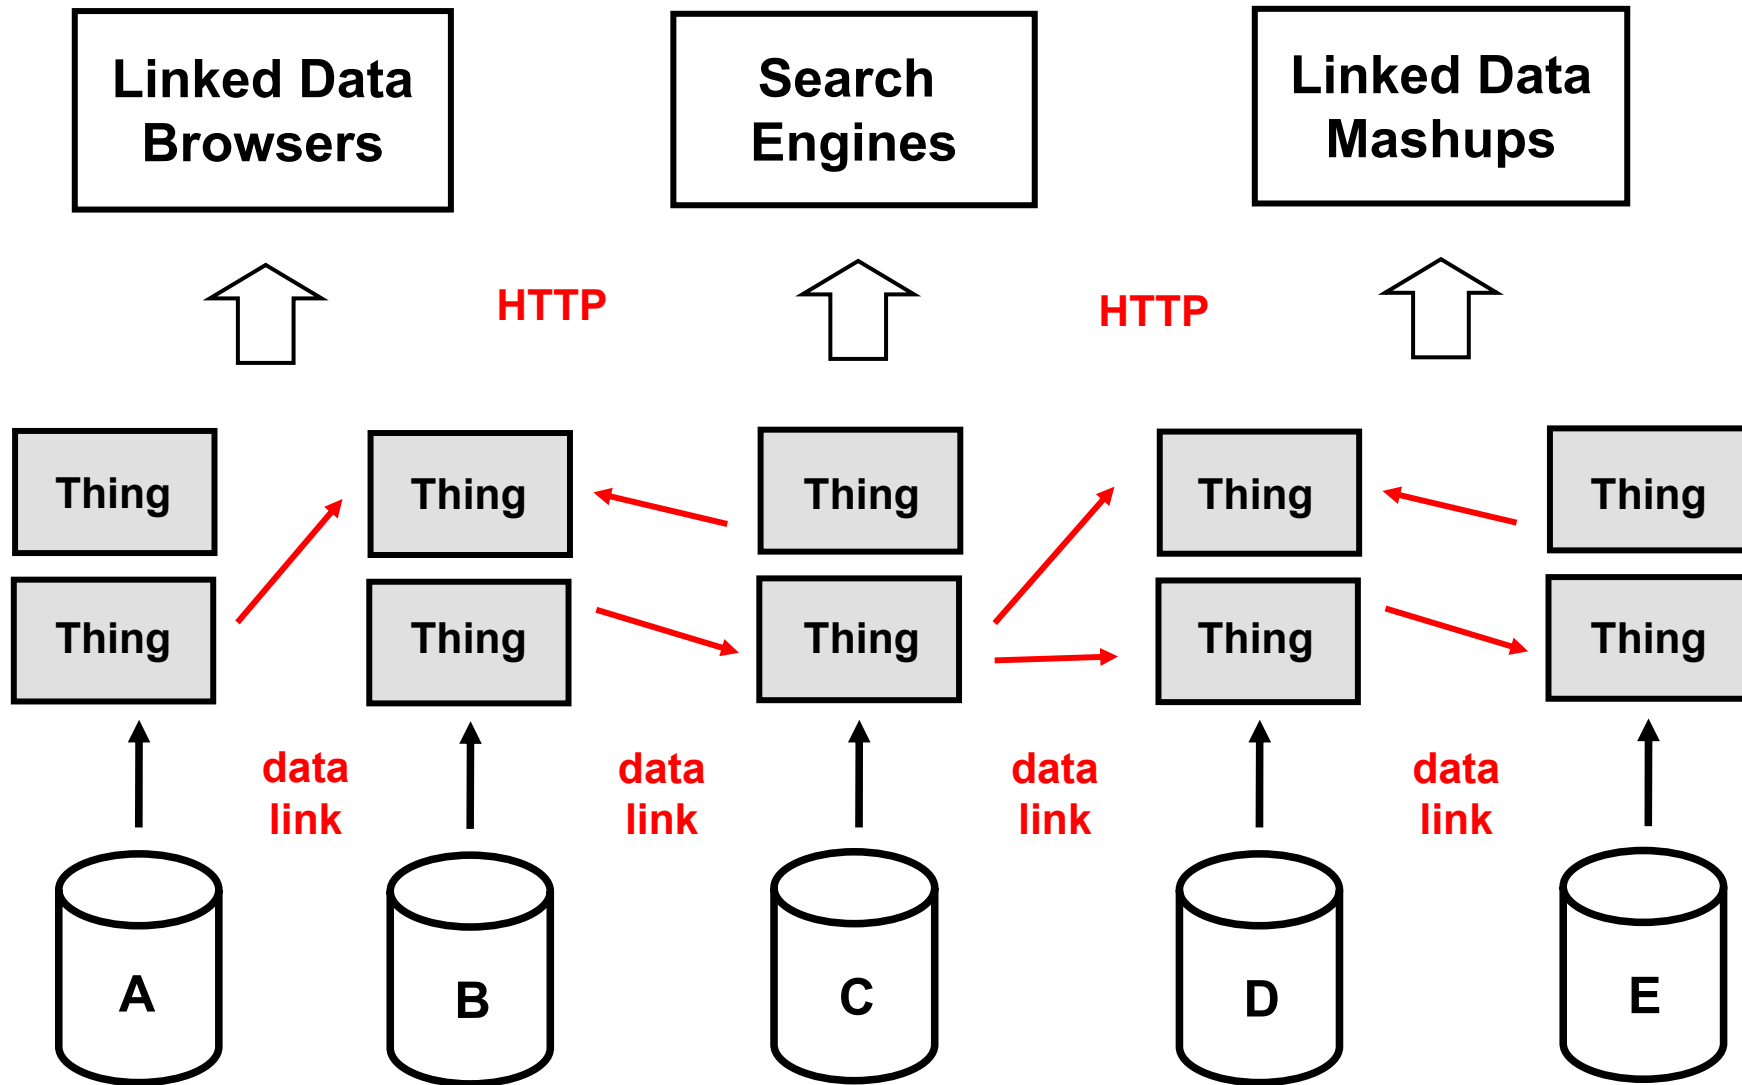 Linked Data
Browsers
Search
Engines
Linked Data
Mashups
HTTP
HTTP
Thing
Thing
Thing
Thing
Thing
Thing
Thing
Thing
Thing
Thing
data
link
data
link
data
link
data
link
A
B
C
D
E